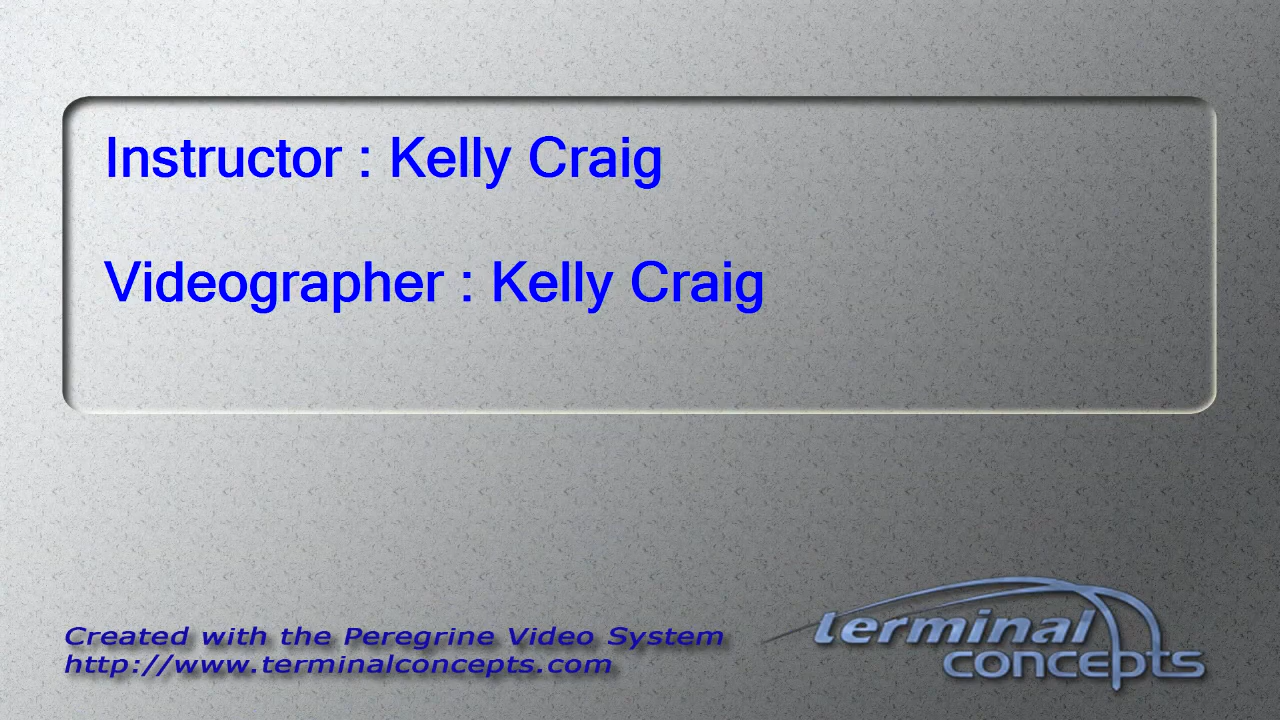 Instructor : Kelly Craig
Videographer : Kelly Craig
Created with the Peregrine Video System
http://www.terminalconcepts.com
terminal
concepts